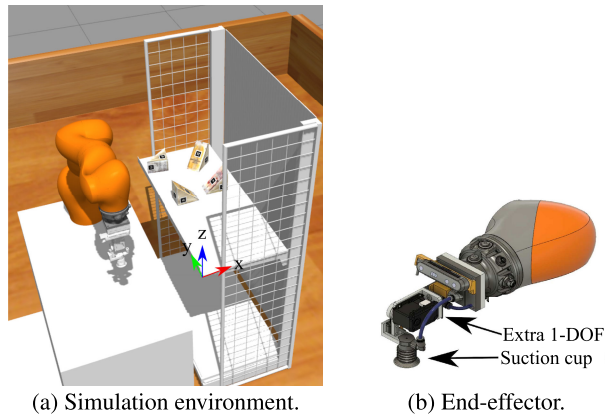 z
y
x
Extra 1-DOF
Suction cup
(a) Simulation environment.
(b) End-effector.